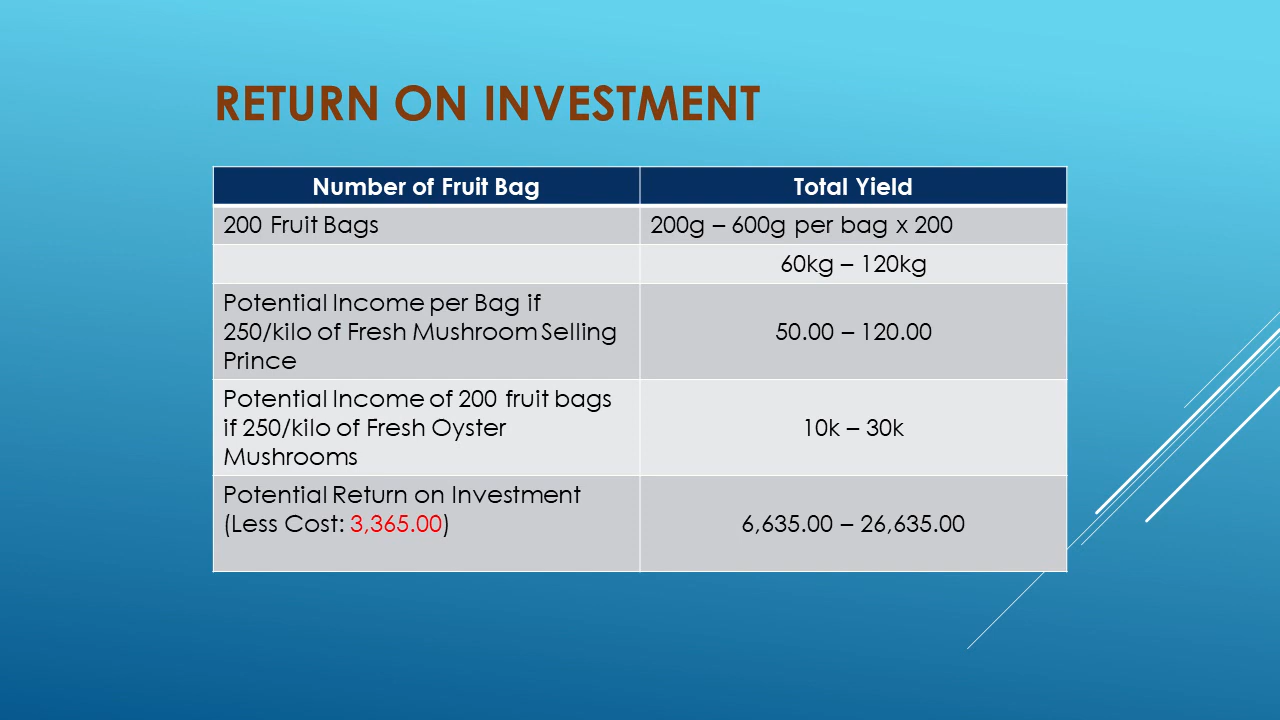 RETURN ON INVESTMENT
Number of Fruit Bag
Total Yield
200 Fruit Bags
200g – 600g per bag x 200
60kg – 120kg
Potential Income per Bag if
250/kilo of Fresh Mushroom Selling
Prince
50.00 – 120.00
Potential Income of 200 fruit bags
if 250/kilo of Fresh Oyster
Mushrooms
10k – 30k
Potential Return on Investment
(Less Cost: 3,365.00)
6,635.00 – 26,635.00